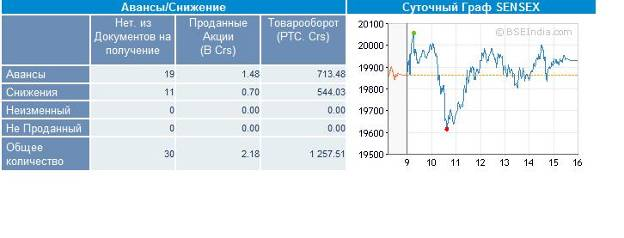 Авансы/Снижение
Нет. из Документов на получение
Проданные Акции (В Crs)
Товарооборот (РТС. Crs)
Авансы 19 1.48 713.48
Снижения 11 0.70 544.03
Неизменный 0 0.00 0.00
Не Проданный 0 0.00 0.00
Общее количество 30 2.18 1 257.51
Суточный Граф SENSEX
© BSEIndia.com
20100
20000
19900
19800
19600
19500
8 9 10 11 12 13 14 15 16